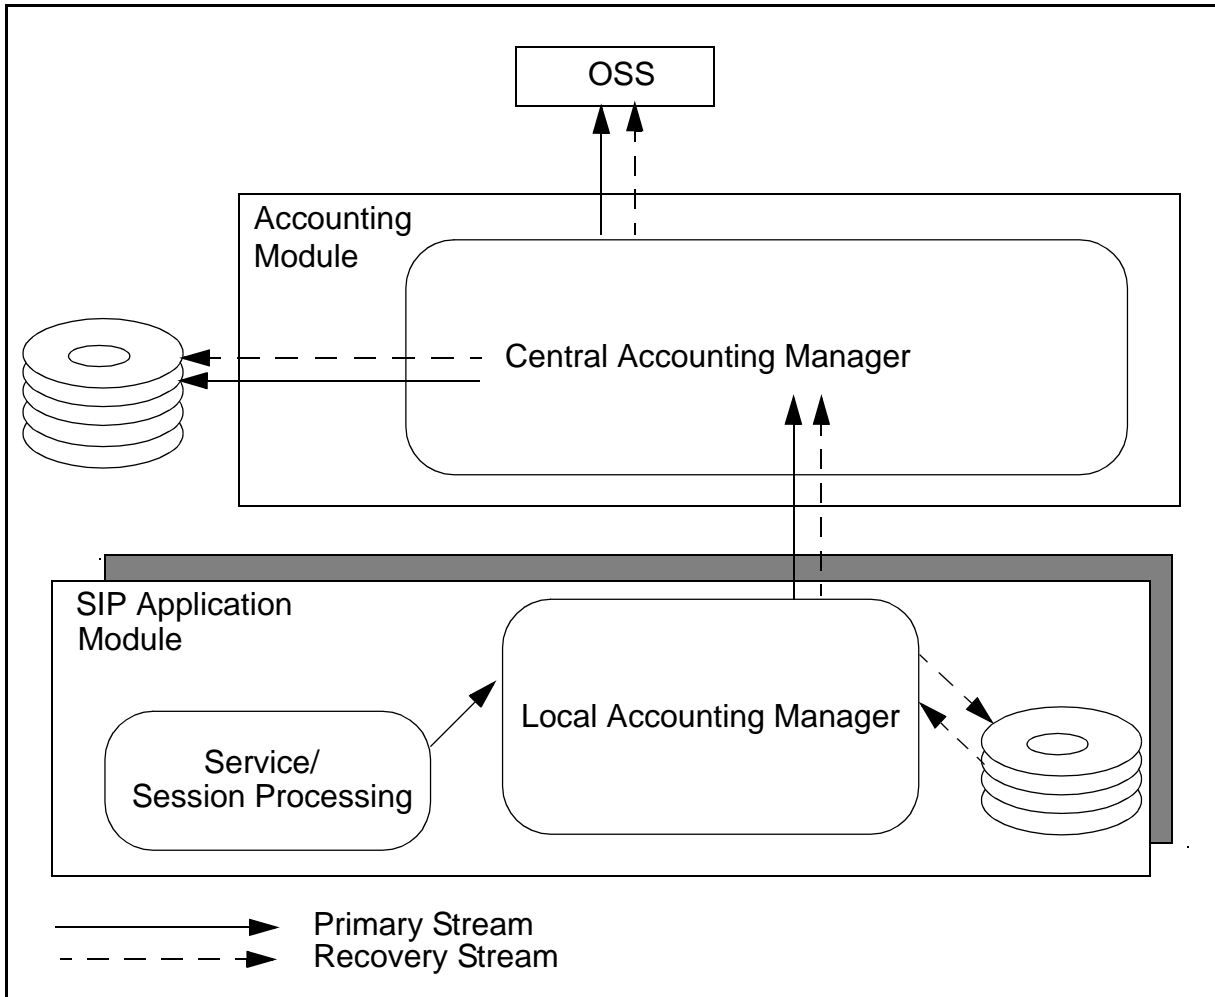 OSS
Accounting
Module
Central Accounting Manager
SIP Application
Module
Local Accounting Manager
Service/
Session Processing
Primary Stream
Recovery Stream